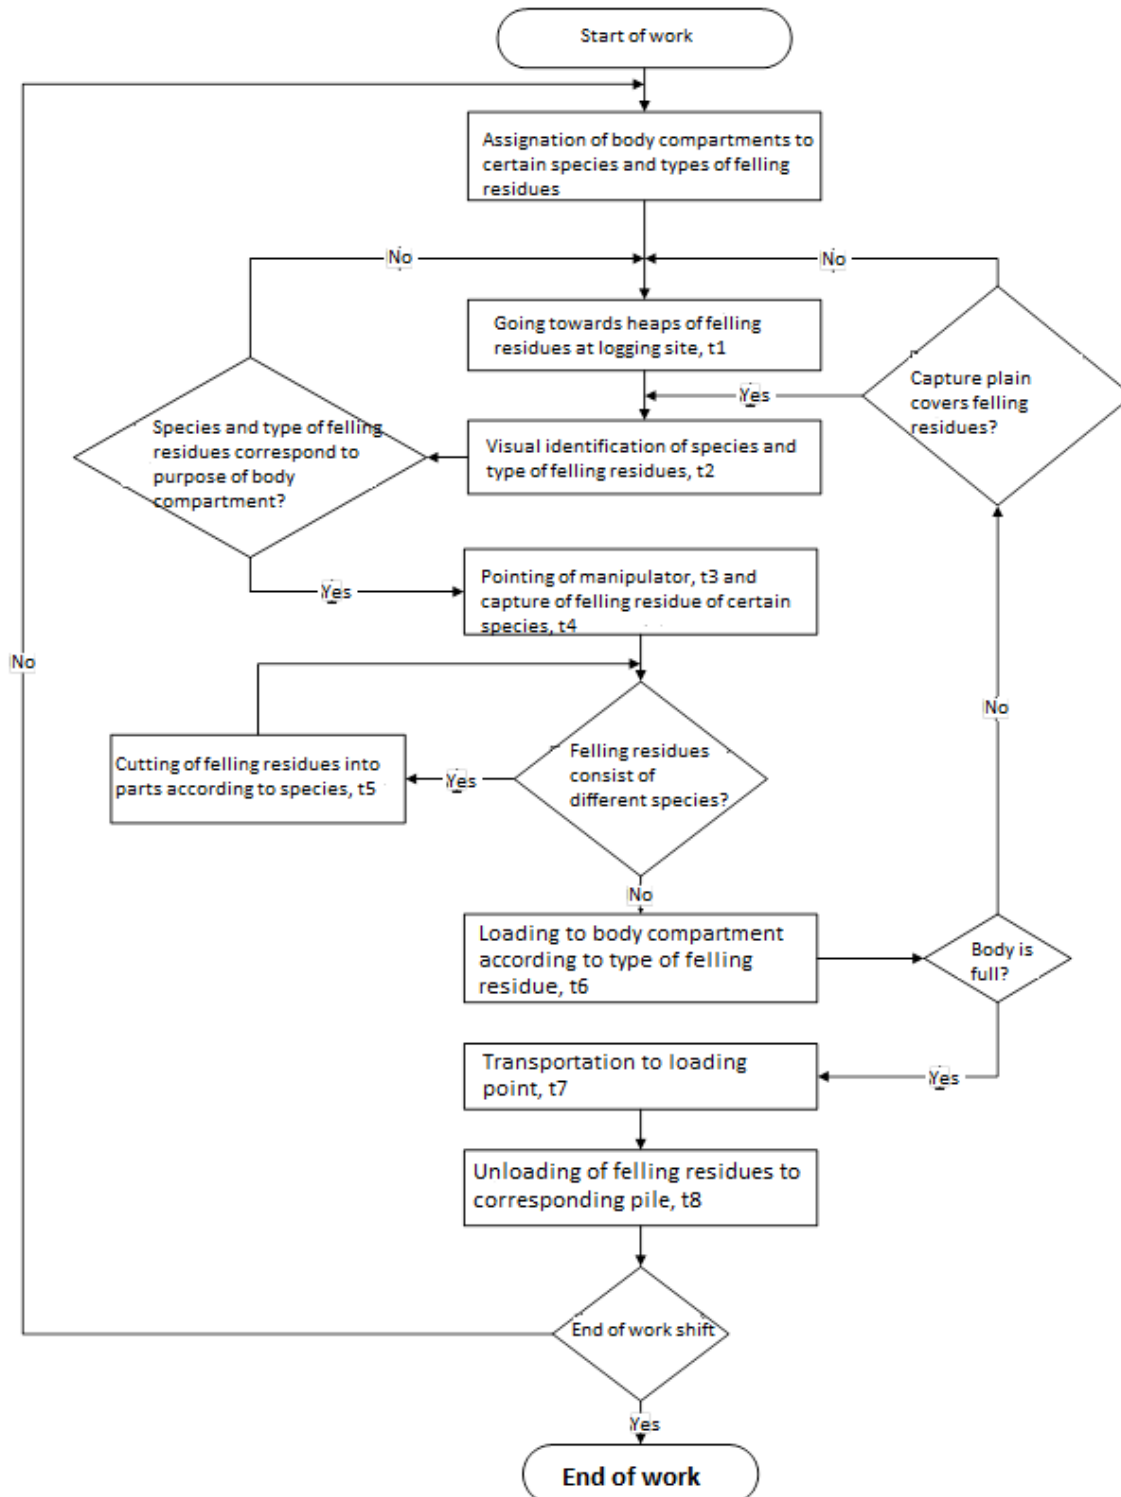 Start of work
Assignation of body compartments to
certain species and types of felling
residues
No
No
Going towards heaps of felling
residues at logging site, t1
Capture plain
covers felling
residues?
Yes
Species and type of felling
residues correspond to
purpose of body
compartment?
Visual identification of species and
type of felling residues, t2
Yes
Pointing of manipulator, t3 and
capture of felling residue of certain
species, t4
No
No
Cutting of felling residues into
parts according to species, t5
Yes
Felling residues
consist of
different species?
No
Loading to body compartment
according to type of felling
residue, t6
Body is
full?
Transportation to loading
point, t7
Yes
Unloading of felling residues to
corresponding pile, t8
End of work shift
Yes
End of work